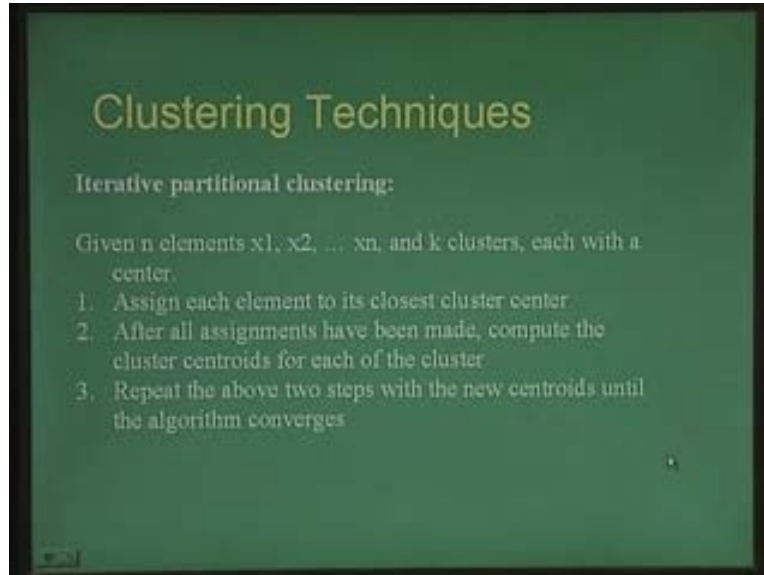 Clustering Techniques
Iterative partitional clustering:
Given n elements x1, x2, ... xn, and k clusters, each with a
center.
1. Assign each element to its closest cluster center
2. After all assignments have been made, compute the
cluster centroids for each of the cluster
3. Repeat the above two steps with the new centroids until
the algorithm converges